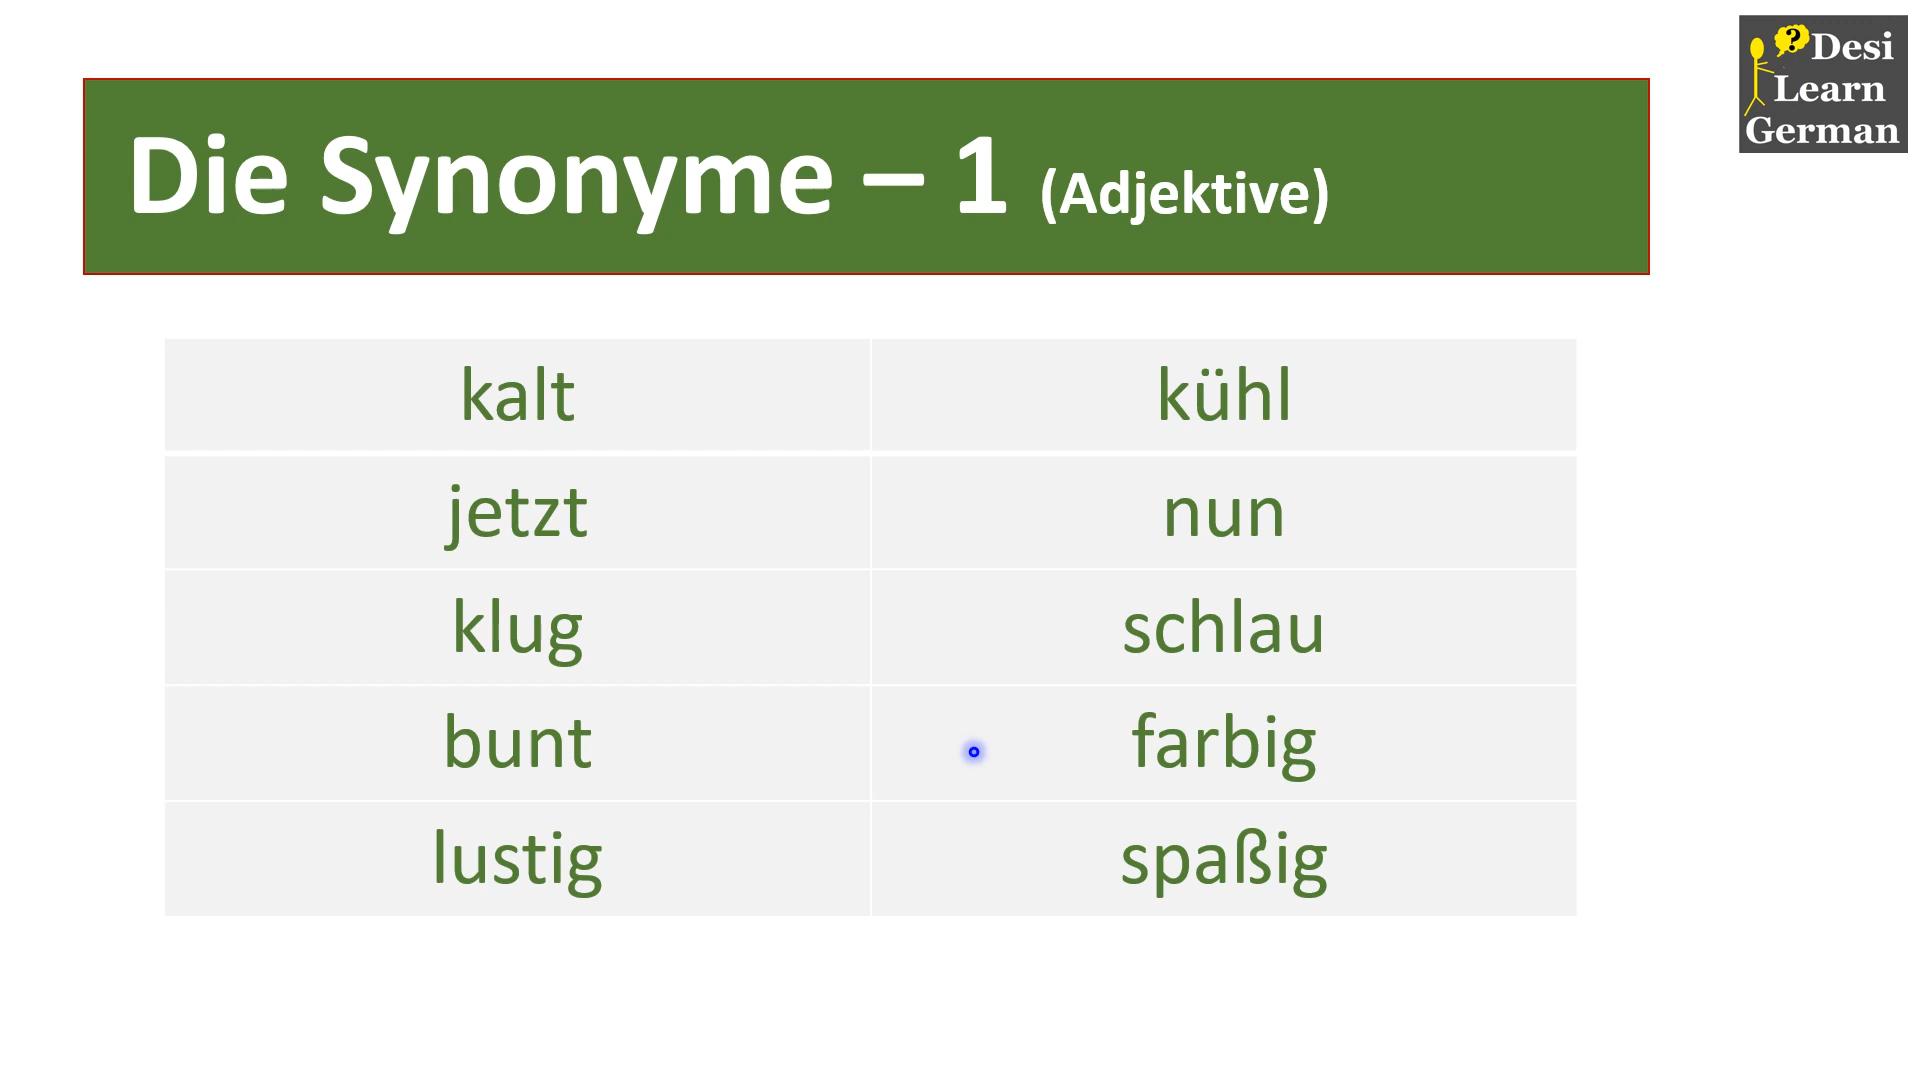 ? Desi
Learn
German
Die Synonyme – 1 (Adjektive)
kalt kühl
jetzt nun
klug schlau
bunt farbig
lustig spaßig